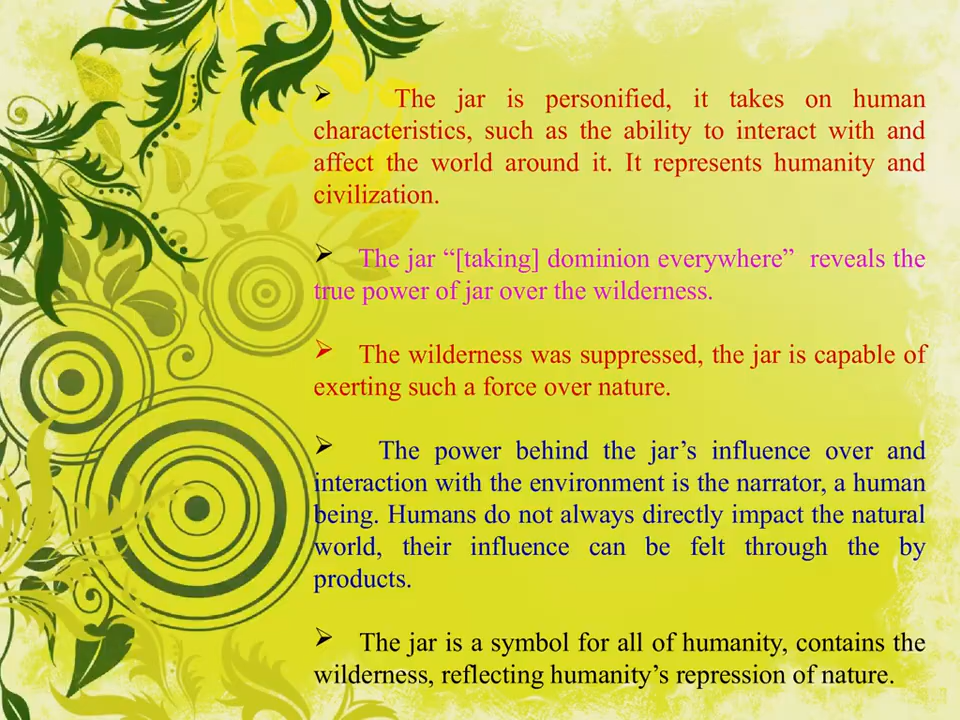 ➢ The jar is personified, it takes on human
characteristics, such as the ability to interact with and
affect the world around it. It represents humanity and
civilization.
➢ The jar “[taking] dominion everywhere” reveals the
true power of jar over the wilderness.
➢ The wilderness was suppressed, the jar is capable of
exerting such a force over nature.
➢ The power behind the jar’s influence over and
interaction with the environment is the narrator, a human
being. Humans do not always directly impact the natural
world, their influence can be felt through the by
products.
➢ The jar is a symbol for all of humanity, contains the
wilderness, reflecting humanity’s repression of nature.